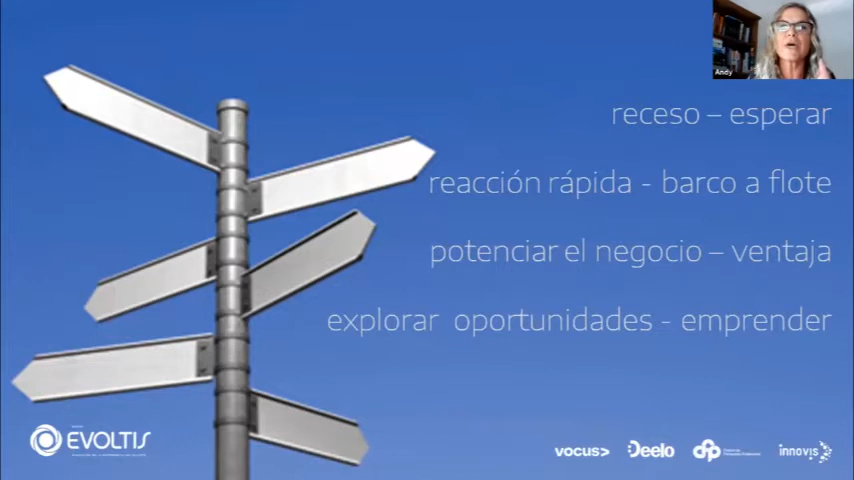 Andy
receso – esperar
reacción rápida - barco a flote
potenciar el negocio – ventaja
explorar oportunidades - emprender
EVOLTIS
vocus>
Deelo
innovis